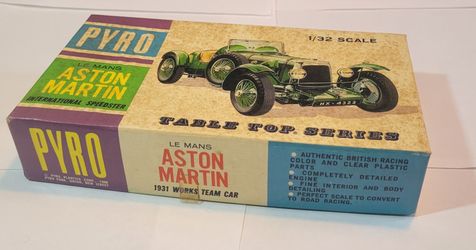 PYRO
LE MANS
ASTON
MARTIN
INTERNATIONAL SPEEDSTER
1/32 SCALE
HX-4323
TABLE TOP SERIES
PYRO
LE MANS
ASTON
MARTIN
1931 WORKS TEAM CAR
AUTHENTIC BRITISH RACING
COLOR AND CLEAR PLASTIC
PARTS
COMPLETELY DETAILED
ENGINE
FINE INTERIOR AND BODY
DETAILING
PERFECT SCALE TO CONVERT
TO ROAD RACING.